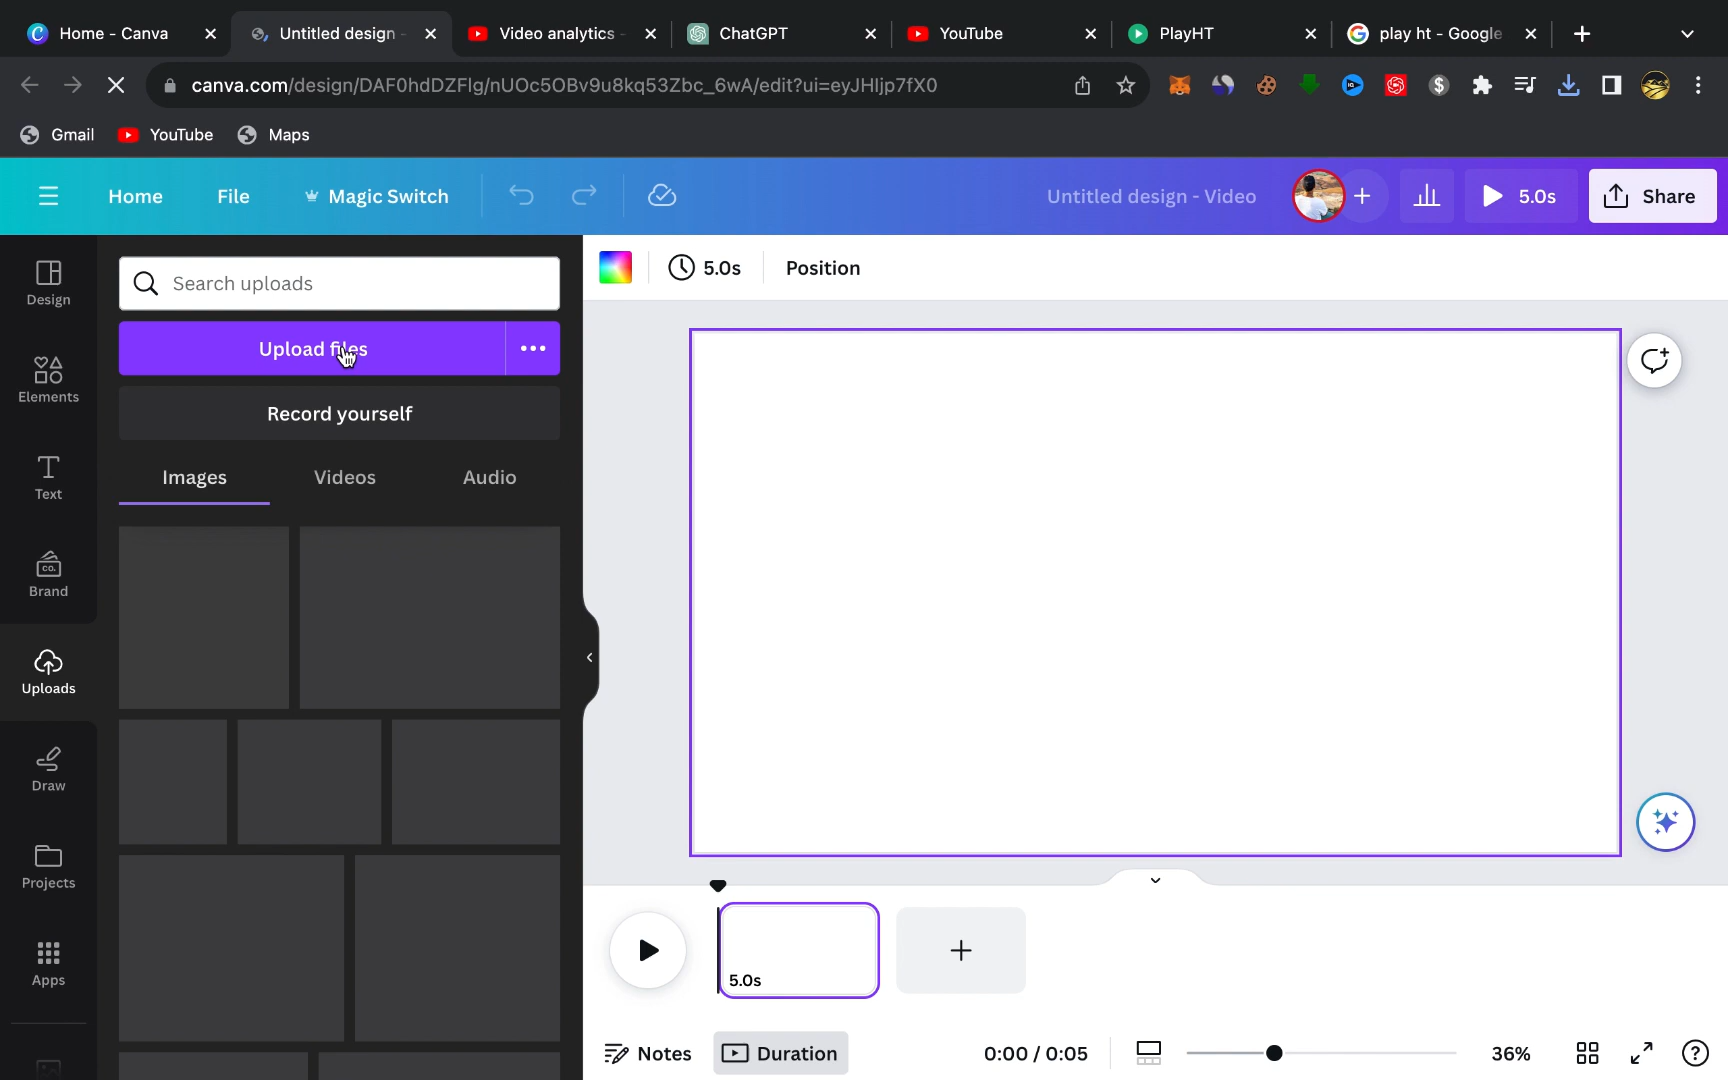 Home - Canva
Untitled design -
Video analytics -
ChatGPT
YouTube
PlayHT
play ht - Google
canva.com/design/DAF0hdDZFlg/nUOc5OBv9u8kq53Zbc_6wA/edit?ui=eyJHIjp7fX0
Gmail
YouTube
Maps
Home
File
Magic Switch
Untitled design - Video
5.0s
Share
Design
Elements
Text
CO.
Brand
Uploads
Draw
Projects
Apps
Search uploads
Upload files
Record yourself
Images
Videos
Audio
5.0s
Position
5.0s
Notes
Duration
0:00 / 0:05
36%